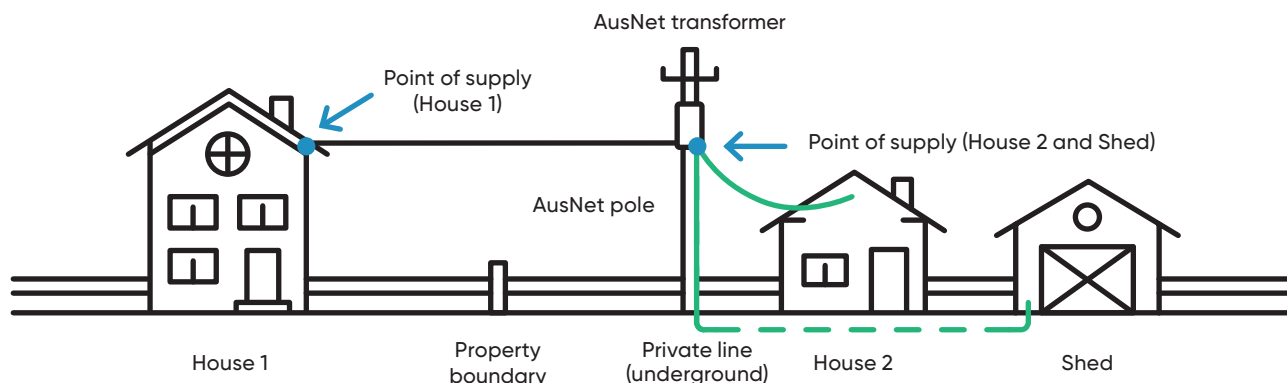 AusNet transformer
Point of supply
(House 1)
Point of supply (House 2 and Shed)
AusNet pole
House 1
Property
boundary
Private line
(underground)
House 2
Shed